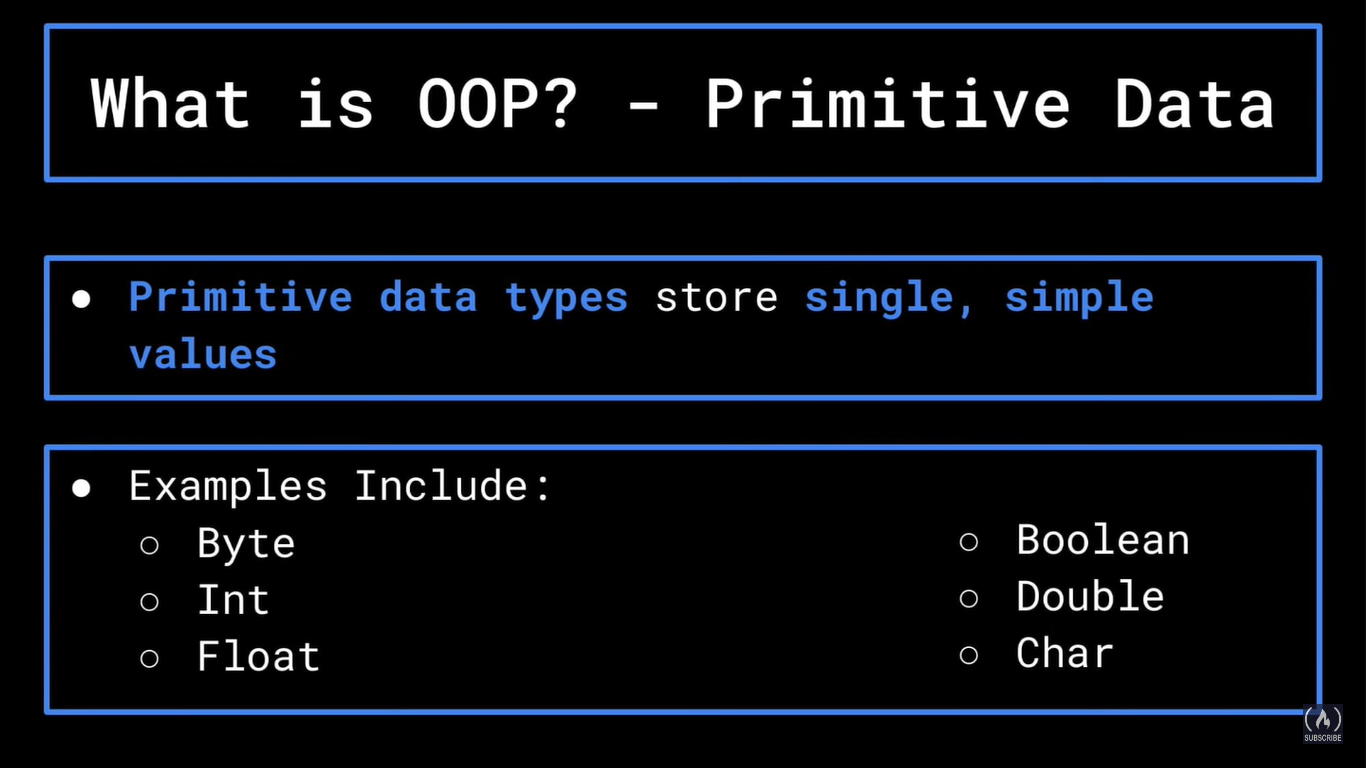 What is OOP? - Primitive Data
● Primitive data types store single, simple
values
● Examples Include:
○ Byte
○ Int
○ Float
○ Boolean
○ Double
○ Char
SUBSCRIBE